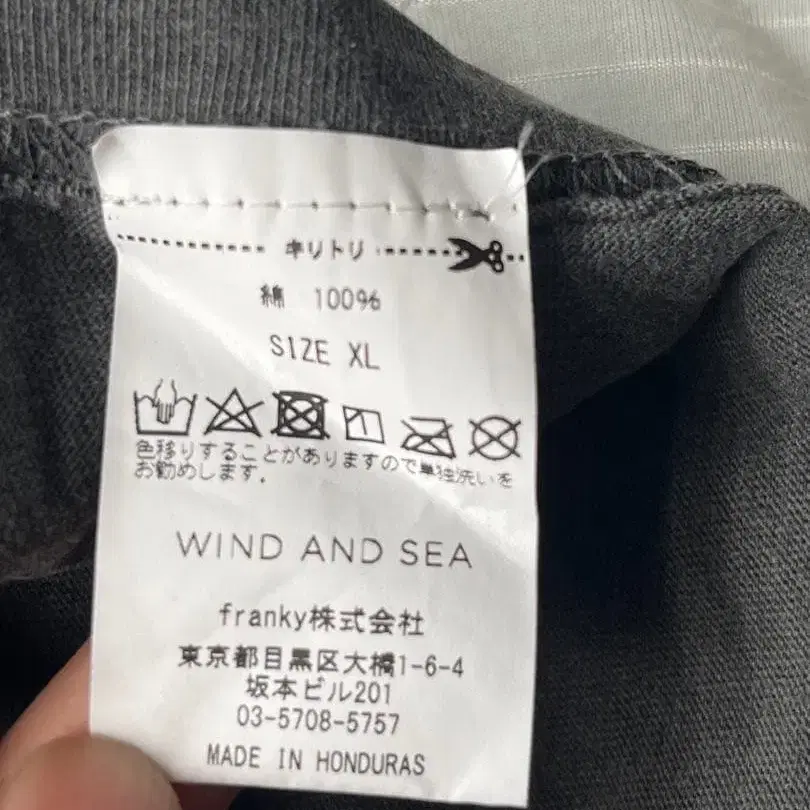 キリトリ
綿 100%
SIZE XL
色移りすることがありますので単独洗いを
お勧めします.
WIND AND SEA
franky株式会社
東京都目黒区大橋1-6-4
坂本ビル201
03-5708-5757
MADE IN HONDURAS